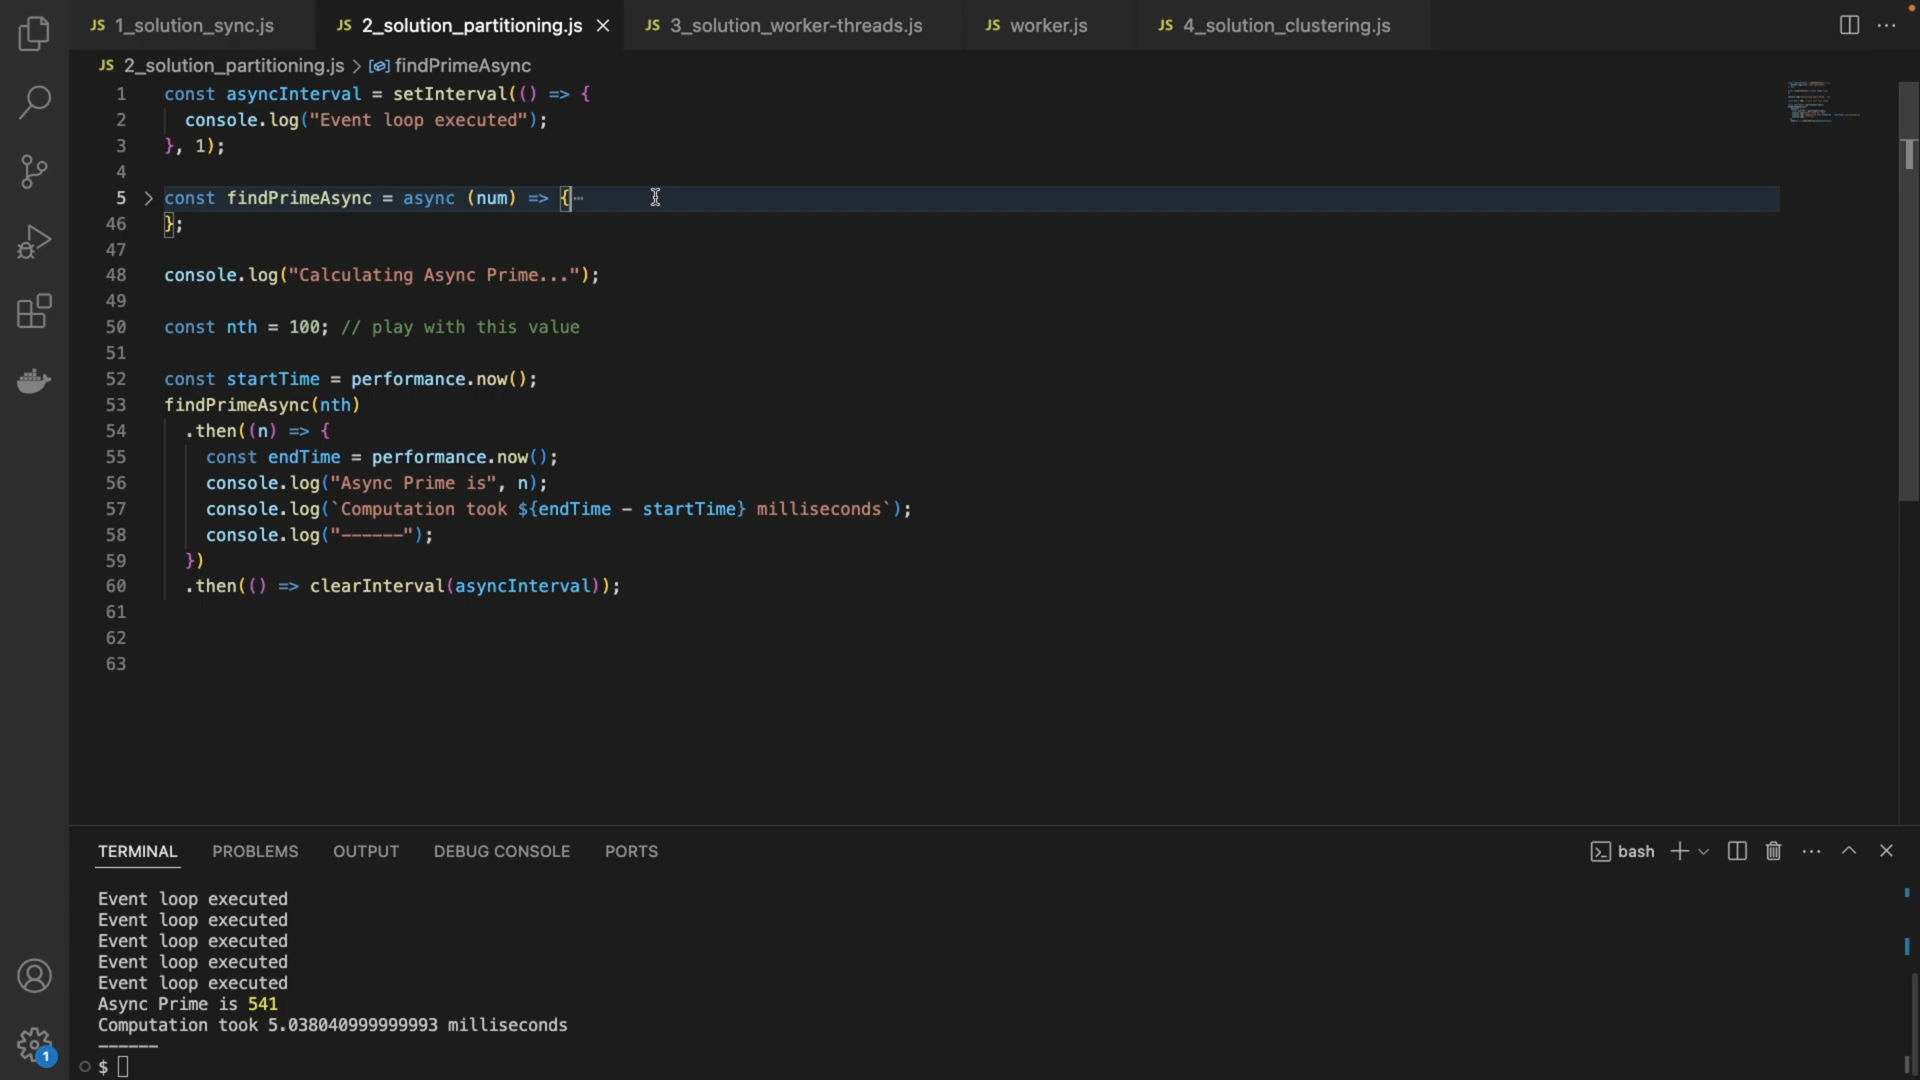 JS 1_solution_sync.js JS 2_solution_partitioning.js JS 3_solution_worker-threads.js JS worker.js JS 4_solution_clustering.js
JS 2_solution_partitioning.js > findPrimeAsync
1 const asyncInterval = setInterval(() => {
2 console.log("Event loop executed");
3 }, 1);
4
5 const findPrimeAsync = async (num) => {…
46 };
47
48 console.log("Calculating Async Prime...");
49
50 const nth = 100; // play with this value
51
52 const startTime = performance.now();
53 findPrimeAsync(nth)
54 .then((n) => {
55 const endTime = performance.now();
56 console.log("Async Prime is", n);
57 console.log(`Computation took ${endTime - startTime} milliseconds`);
58 console.log("------");
59 })
60 .then(() => clearInterval(asyncInterval));
61
62
63
TERMINAL PROBLEMS OUTPUT DEBUG CONSOLE PORTS bash
Event loop executed
Event loop executed
Event loop executed
Event loop executed
Event loop executed
Async Prime is 541
Computation took 5.038040999999993 milliseconds
------
$
1